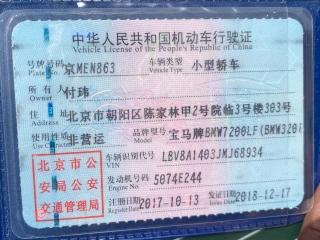 中华人民共和国机动车行驶证
Vehicle License of the People's Republic of China
号牌号码 京MEN863 车辆类型 小型轿车
Plate No. Vehicle Type
所有人 付玮
Owner
住址 北京市朝阳区陈家林甲2号院临3号楼303号
Address
使用性质 非营运 品牌型号 宝马牌BMW7200LF(BMW320
Use Character Model
北京市公安局公安交通管理局
车辆识别代号 LBV8A1403JMJ68934
VIN
发动机号码 5074E244
Engine No.
注册日期 2017-10-13 发证日期 2018-12-17
Register Date Issue Date